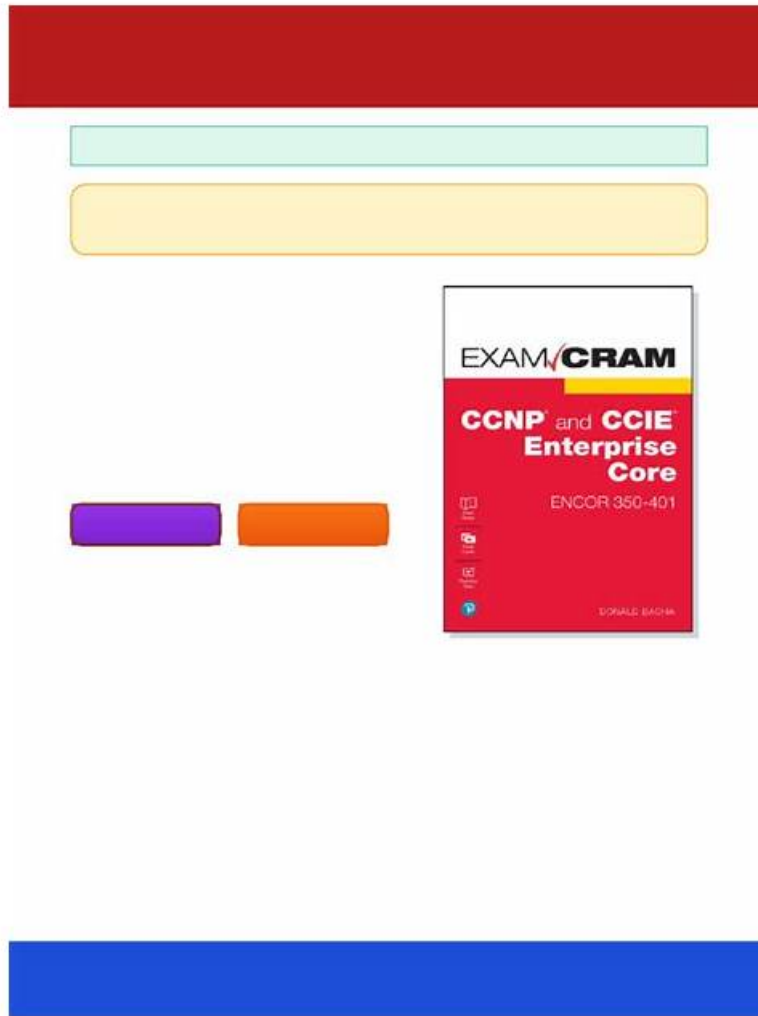 EXAM CRAM
CCNP and CCIE
Enterprise
Core
ENCOR 350-401
DONALD BACHA